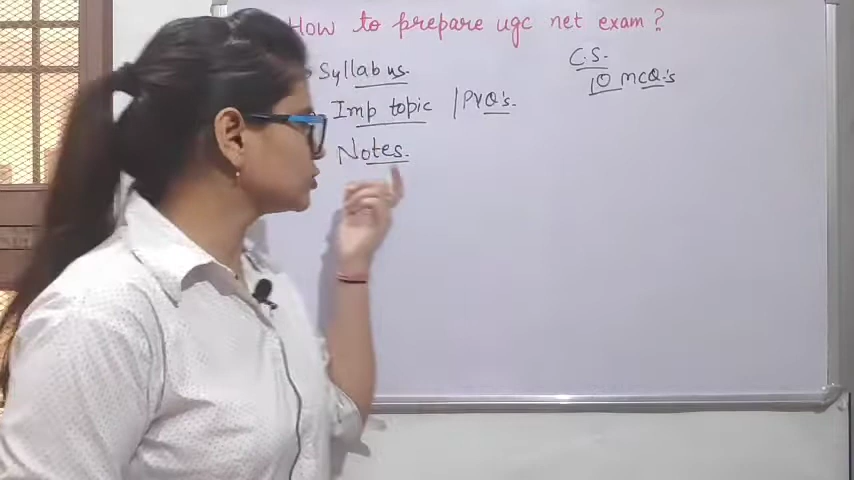 How to prepare ugc net exam?
Syllabus.
Imp topic | PYQ's.
Notes.
C.S.
10 MCQ's